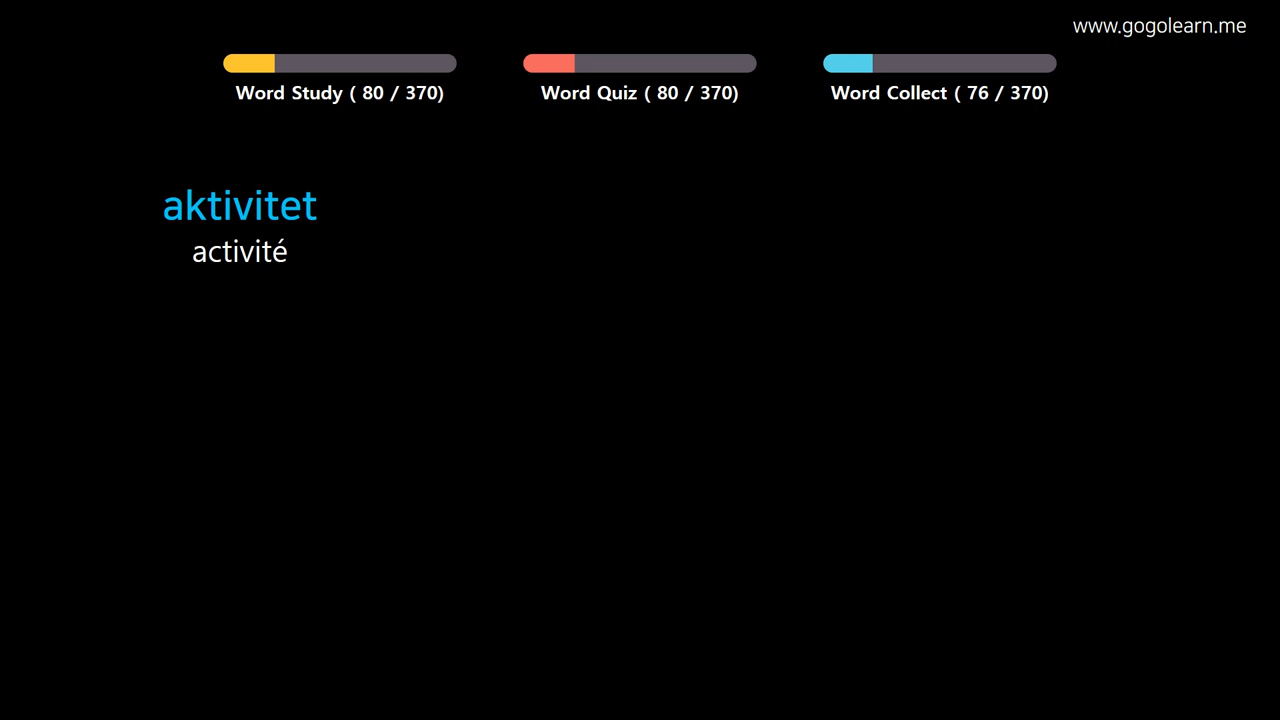 www.gogolearn.me
Word Study ( 80 / 370)
Word Quiz ( 80 / 370)
Word Collect ( 76 / 370)
aktivitet
activité